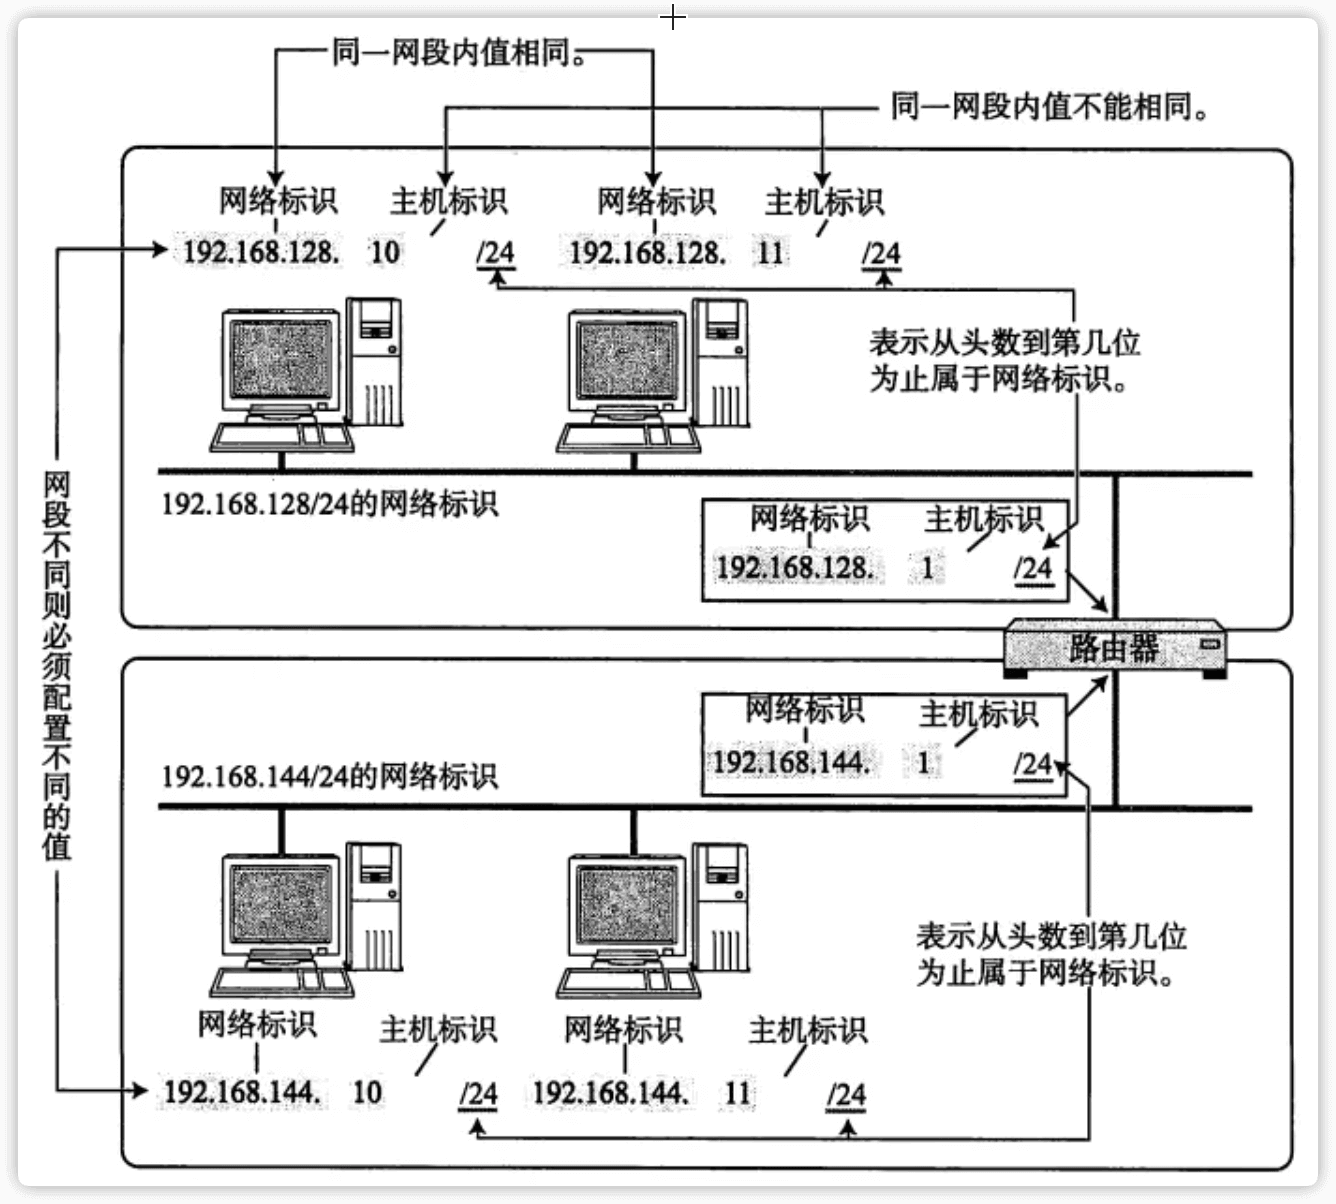 同一网段内值相同。
同一网段内值不能相同。
网络标识 主机标识 网络标识 主机标识
192.168.128. 10 /24 192.168.128. 11 /24
表示从头数到第几位
为止属于网络标识。
网段不同则必须配置不同的值
192.168.128/24的网络标识
网络标识 主机标识
192.168.128. 1 /24
路由器
网络标识 主机标识
192.168.144. 1 /24
192.168.144/24的网络标识
表示从头数到第几位
为止属于网络标识。
网络标识 主机标识 网络标识 主机标识
192.168.144. 10 /24 192.168.144. 11 /24